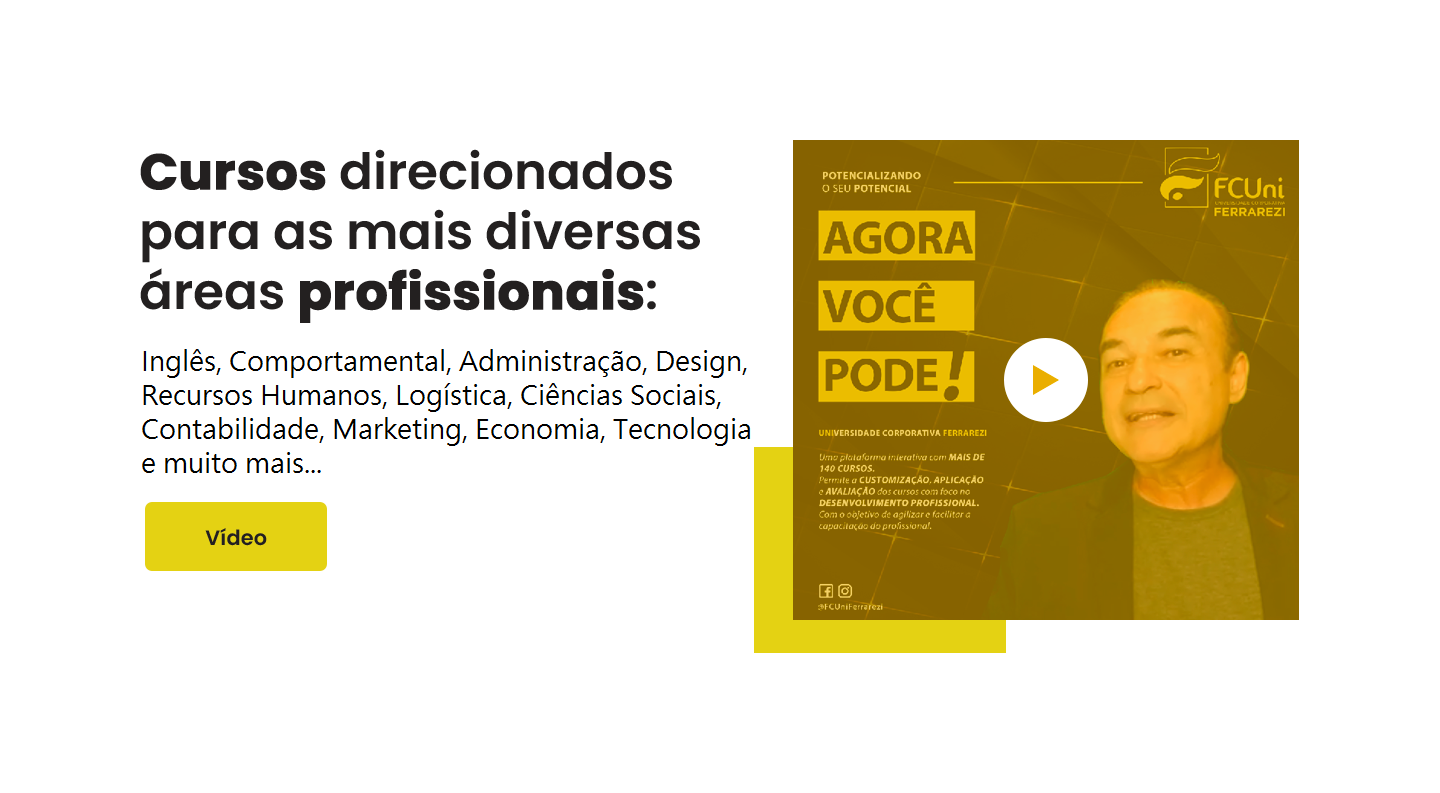 Cursos direcionados
para as mais diversas
áreas profissionais:
Inglês, Comportamental, Administração, Design,
Recursos Humanos, Logística, Ciências Sociais,
Contabilidade, Marketing, Economia, Tecnologia
e muito mais...
Vídeo
POTENCIALIZANDO
O SEU POTENCIAL
FCUni
UNIVERSIDADE CORPORATIVA
FERRAREZI
AGORA
VOCÊ
PODE!
UNIVERSIDADE CORPORATIVA FERRAREZI
Uma plataforma interativa com MAIS DE
140 CURSOS.
Permite a CUSTOMIZAÇÃO, APLICAÇÃO
e AVALIAÇÃO dos cursos com foco no
DESENVOLVIMENTO PROFISSIONAL.
Com o objetivo de agilizar e facilitar a
capacitação do profissional.
@FCUniFerrarezi